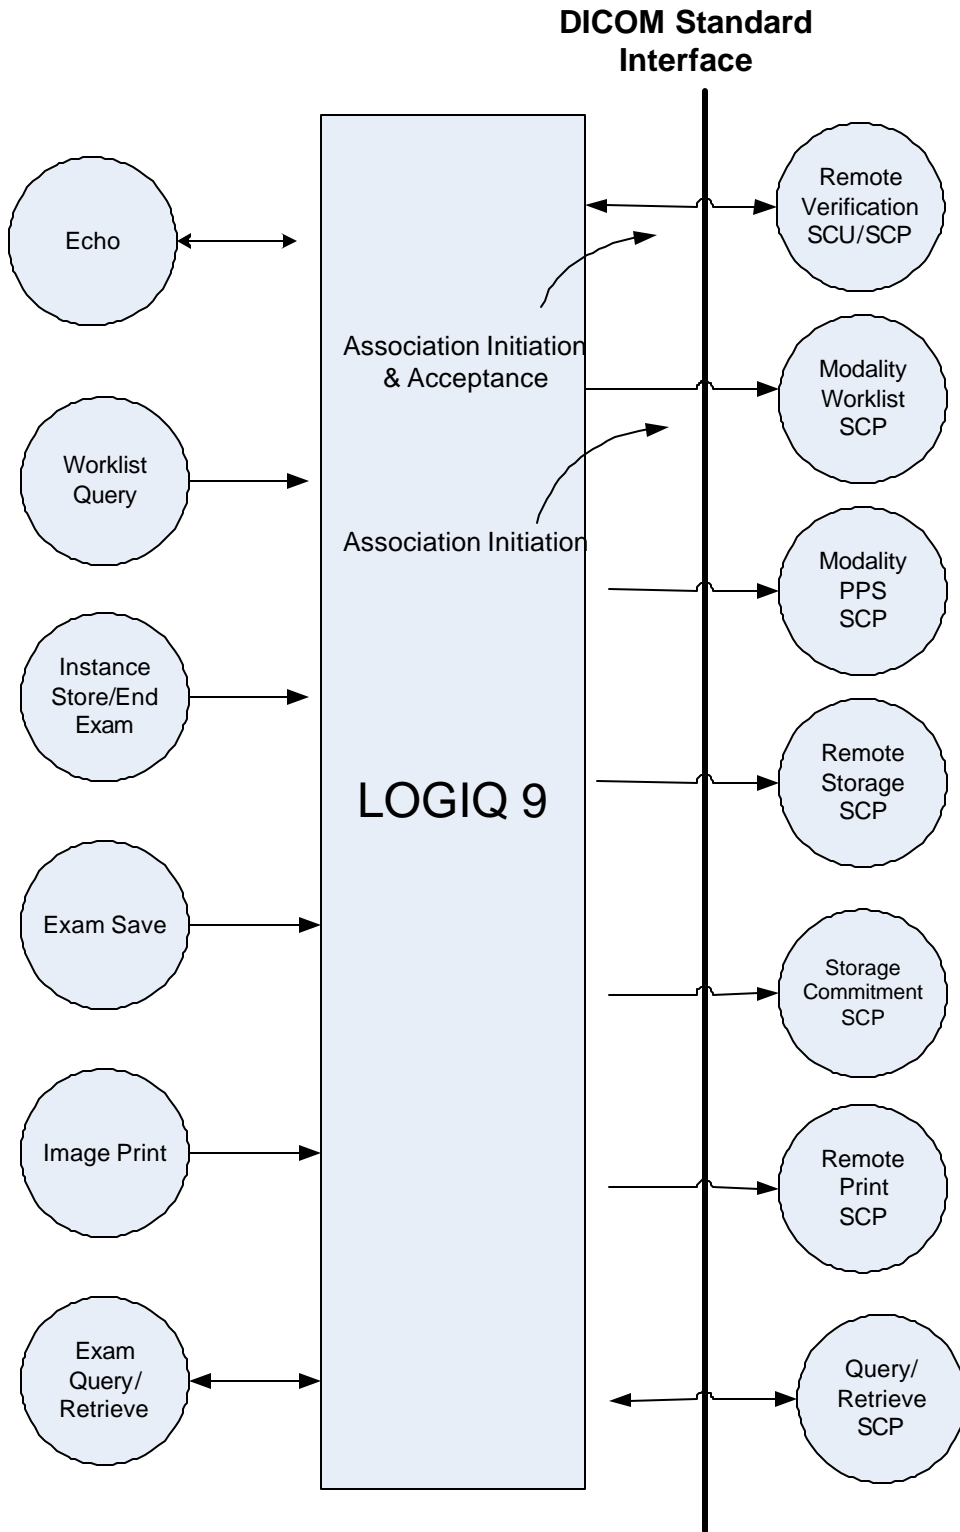 DICOM Standard
Interface
Echo
Remote
Verification
SCU/SCP
Association Initiation
& Acceptance
Modality
Worklist
SCP
Worklist
Query
Association Initiation
Modality
PPS
SCP
Instance
Store/End
Exam
Remote
Storage
SCP
LOGIQ 9
Exam Save
Storage
Commitment
SCP
Image Print
Remote
Print
SCP
Exam
Query/
Retrieve
Query/
Retrieve
SCP